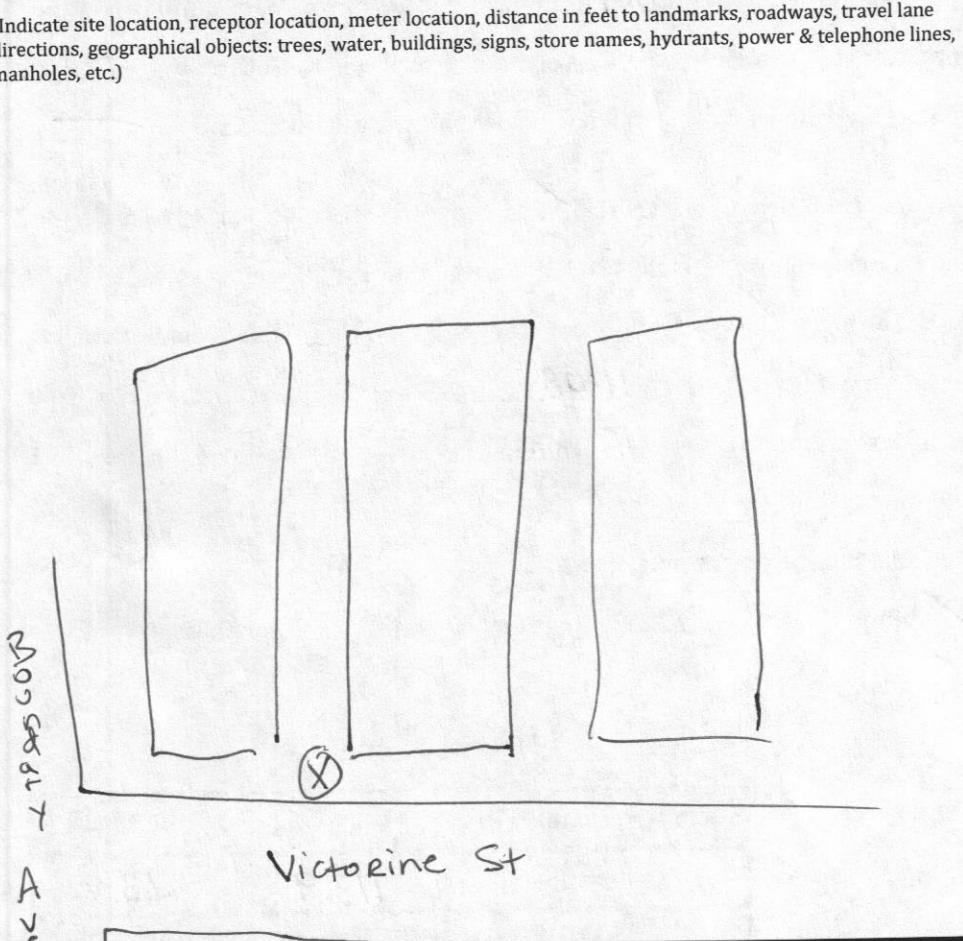 Indicate site location, receptor location, meter location, distance in feet to landmarks, roadways, travel lane
directions, geographical objects: trees, water, buildings, signs, store names, hydrants, power & telephone lines,
manholes, etc.)
X
Victorine St
Av